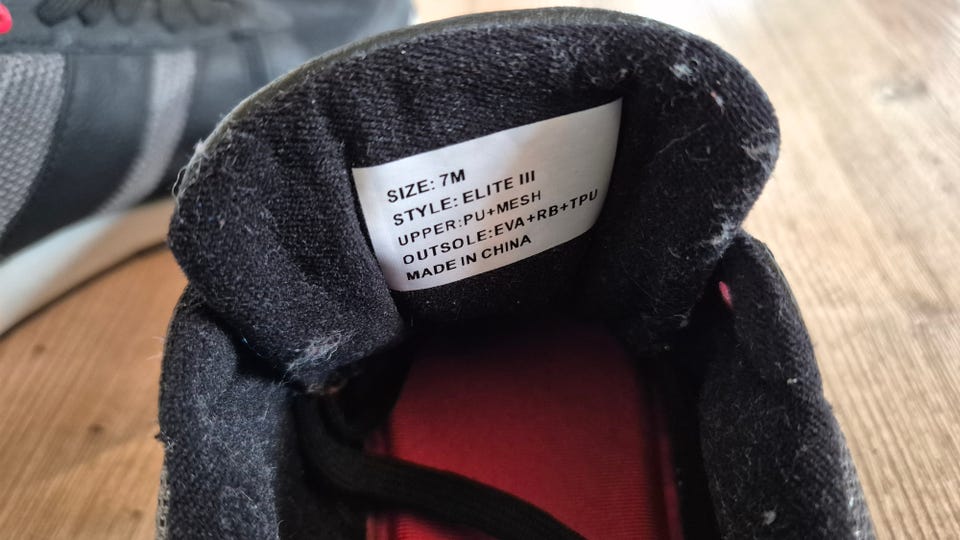 SIZE: 7M
STYLE: ELITE III
UPPER:PU+MESH
OUTSOLE:EVA+RB+TPU
MADE IN CHINA